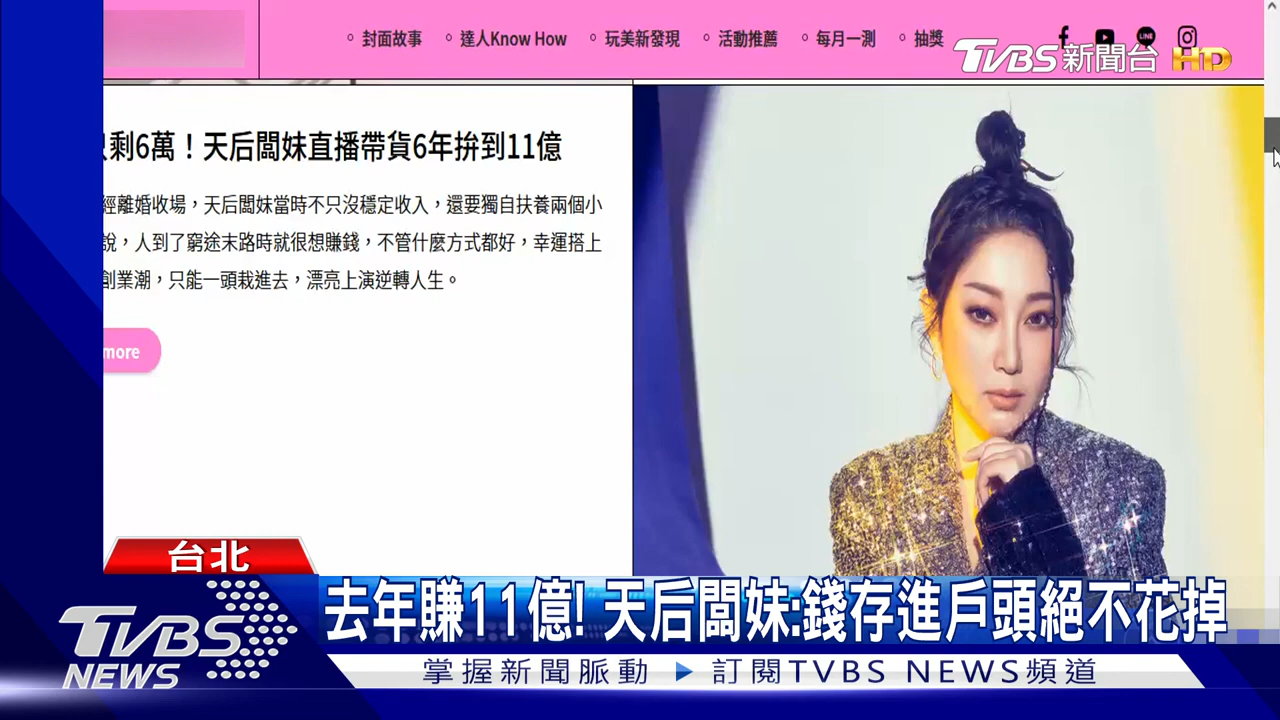 封面故事 達人Know How 玩美新發現 活動推薦 每月一測 抽獎
LINE
TVBS新聞台 HD
剩6萬！天后闆妹直播帶貨6年拚到11億
經離婚收場，天后闆妹當時不只沒穩定收入，還要獨自扶養兩個小
說，人到了窮途末路時就很想賺錢，不管什麼方式都好，幸運搭上
創業潮，只能一頭栽進去，漂亮上演逆轉人生。
more
台北
去年賺11億! 天后闆妹:錢存進戶頭絕不花掉
TVBS
NEWS
掌握新聞脈動 ▶ 訂閱TVBS NEWS頻道